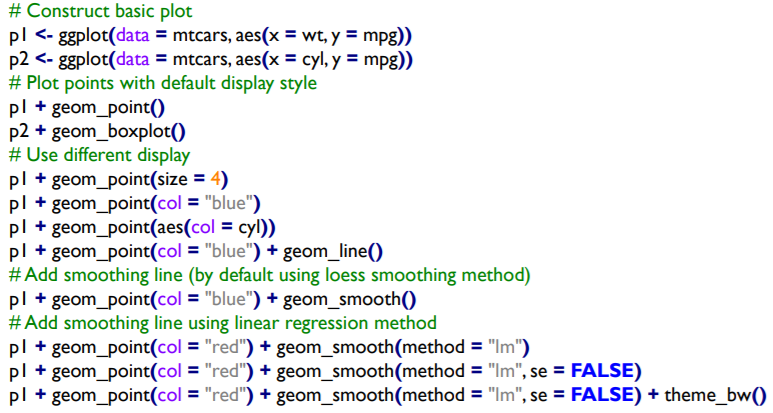 # Construct basic plot
p1 <- ggplot(data = mtcars, aes(x = wt, y = mpg))
p2 <- ggplot(data = mtcars, aes(x = cyl, y = mpg))
# Plot points with default display style
p1 + geom_point()
p2 + geom_boxplot()
# Use different display
p1 + geom_point(size = 4)
p1 + geom_point(col = "blue")
p1 + geom_point(aes(col = cyl))
p1 + geom_point(col = "blue") + geom_line()
# Add smoothing line (by default using loess smoothing method)
p1 + geom_point(col = "blue") + geom_smooth()
# Add smoothing line using linear regression method
p1 + geom_point(col = "red") + geom_smooth(method = "lm")
p1 + geom_point(col = "red") + geom_smooth(method = "lm", se = FALSE)
p1 + geom_point(col = "red") + geom_smooth(method = "lm", se = FALSE) + theme_bw()